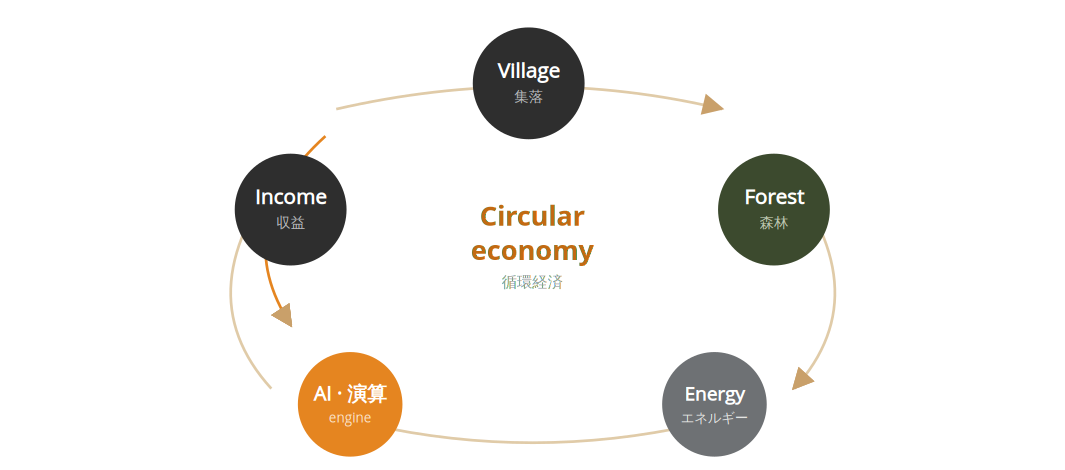 Village
集落
Income
収益
Forest
森林
Circular
economy
循環経済
AI · 演算
engine
Energy
エネルギー